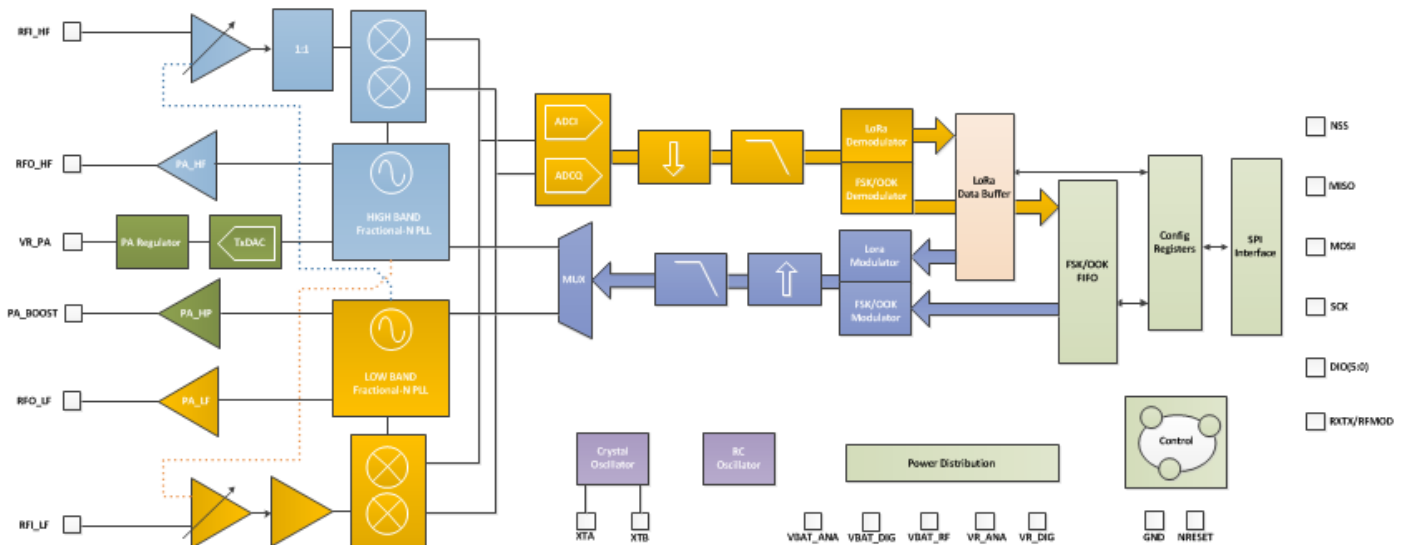 RFI_HF
1:1
ADCI
ADCQ
LoRa
Demodulator
FSK/OOK
Demodulator
LoRa
Data Buffer
NSS
RFO_HF
PA_HF
HIGH BAND
Fractional-N PLL
MISO
VR_PA
PA Regulator
TxDAC
MUX
Lora
Modulator
FSK/OOK
Modulator
FSK/OOK
FIFO
Config
Registers
SPI
Interface
MOSI
PA_BOOST
PA_HP
SCK
LOW BAND
Fractional-N PLL
DIO(5:0)
RFO_LF
PA_LF
RXTX/RFMOD
Crystal
Oscillator
RC
Oscillator
Power Distribution
Control
RFI_LF
XTA
XTB
VBAT_ANA
VBAT_DIG
VBAT_RF
VR_ANA
VR_DIG
GND
NRESET